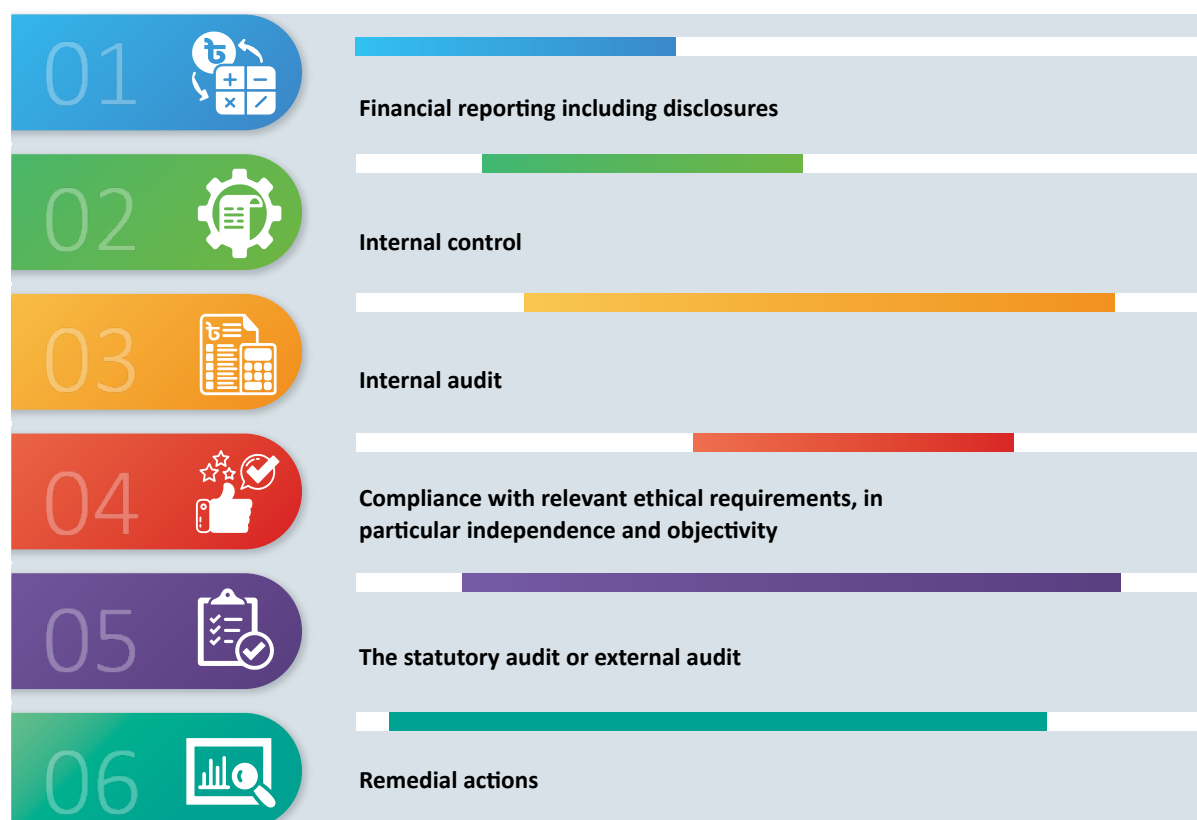 01
Financial reporting including disclosures
02
Internal control
03
Internal audit
04
Compliance with relevant ethical requirements, in
particular independence and objectivity
05
The statutory audit or external audit
06
Remedial actions